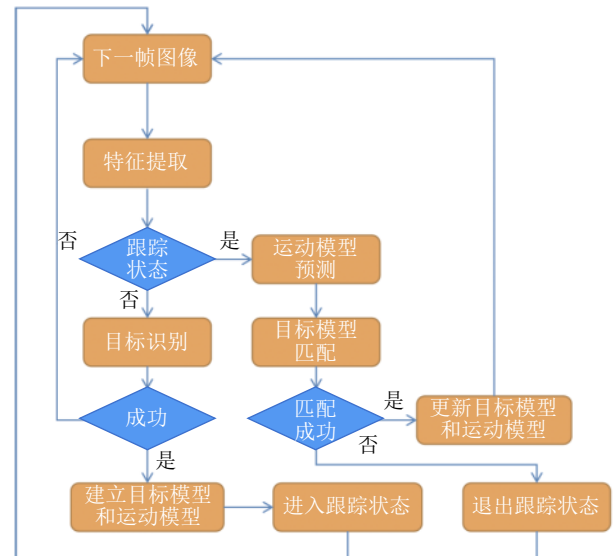 下一帧图像
特征提取
否
是
跟踪
状态
运动模型
预测
否
目标识别
目标模型
匹配
成功
是
匹配
成功
更新目标模型
和运动模型
否
是
建立目标模型
和运动模型
进入跟踪状态
退出跟踪状态